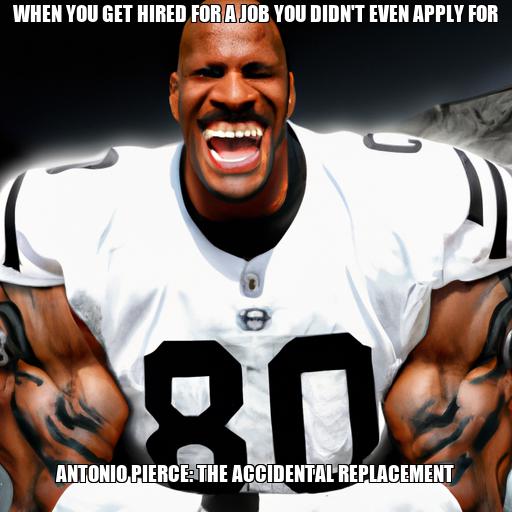 WHEN YOU GET HIRED FOR A JOB YOU DIDN'T EVEN APPLY FOR
80
ANTONIO PIERCE: THE ACCIDENTAL REPLACEMENT